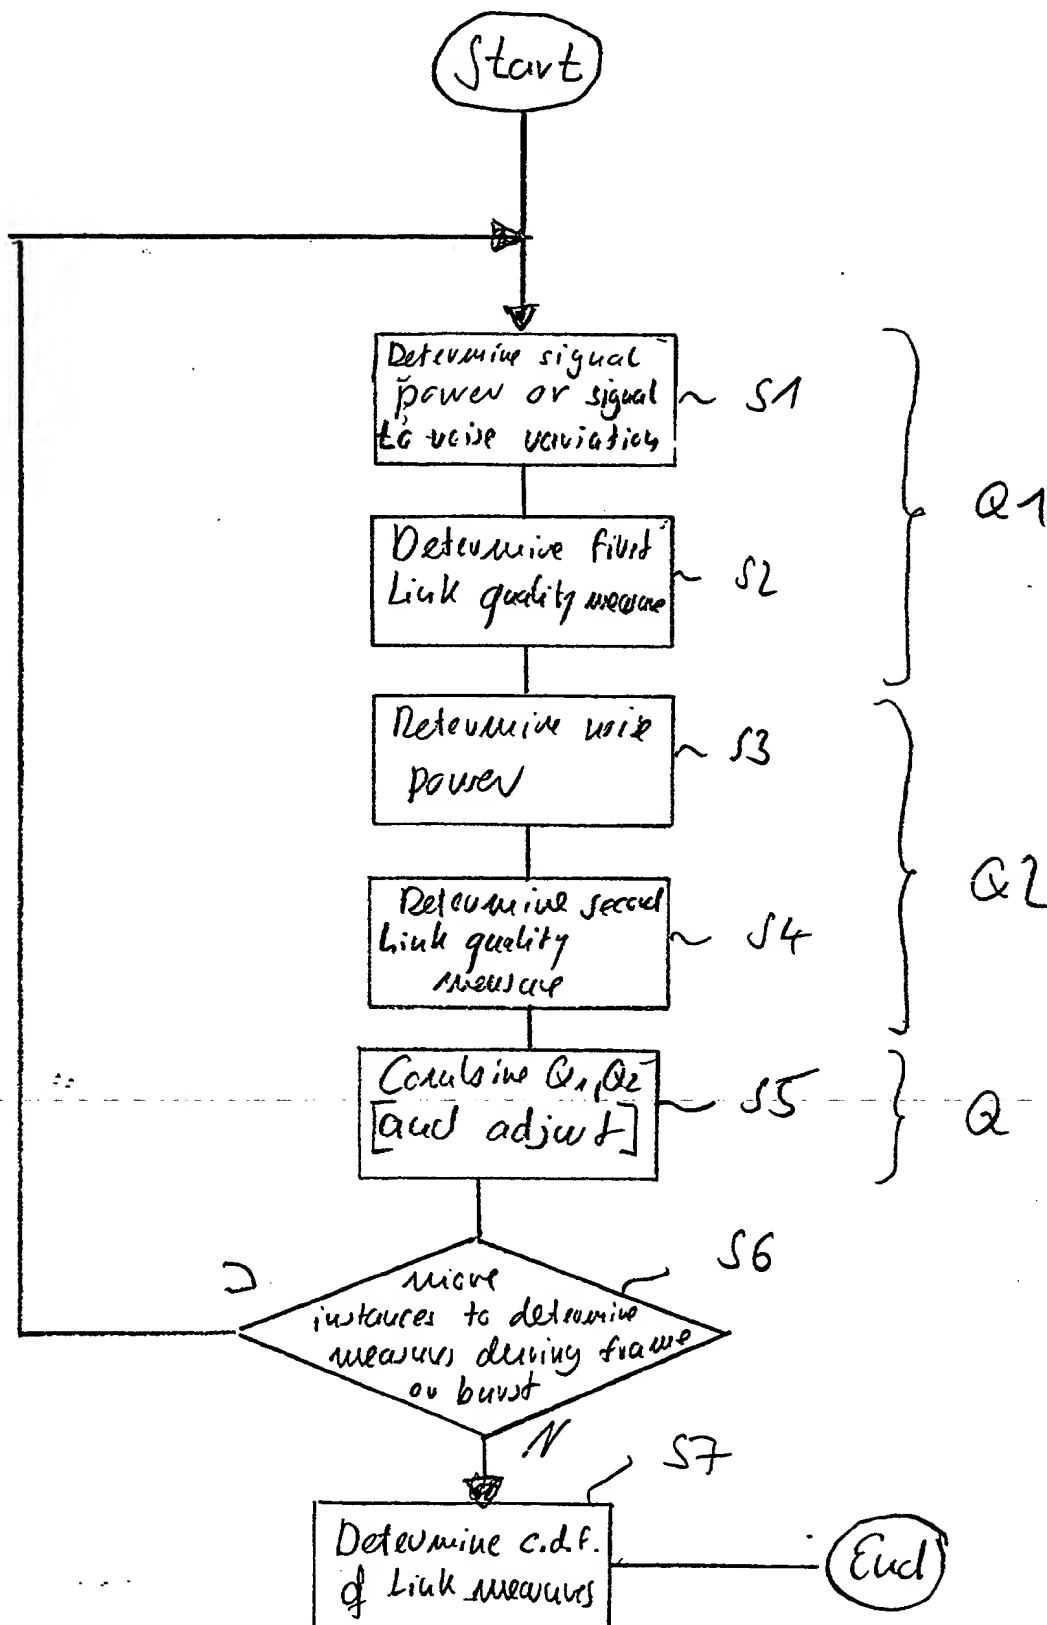 Start
Determine signal
power or signal
to noise variation
S1
Q1
Determine first
Link quality measure
S2
Determine noise
power
S3
Q2
Determine second
Link quality
measure
S4
Combine Q1, Q2
[and adjust]
S5
Q
S6
more
instances to determine
measures during frame
or burst
N
S7
Determine c.d.f.
of Link measures
End